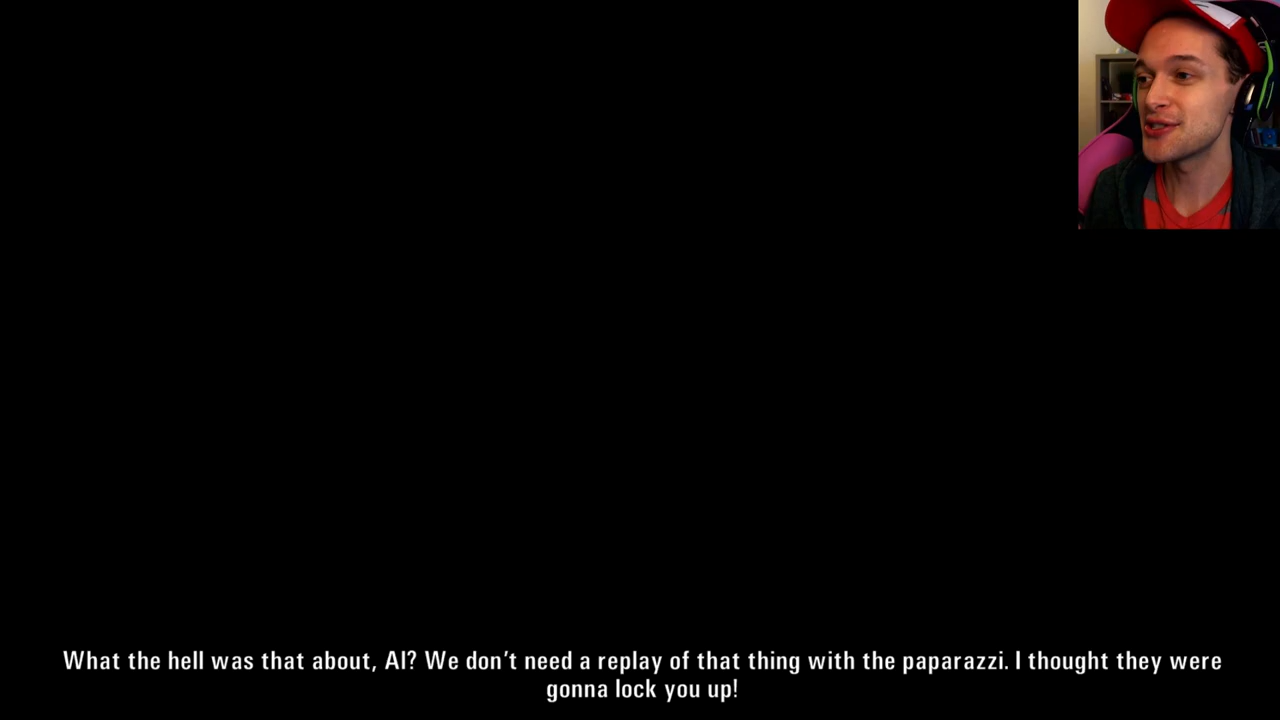 What the hell was that about, Al? We don't need a replay of that thing with the paparazzi. I thought they were
gonna lock you up!